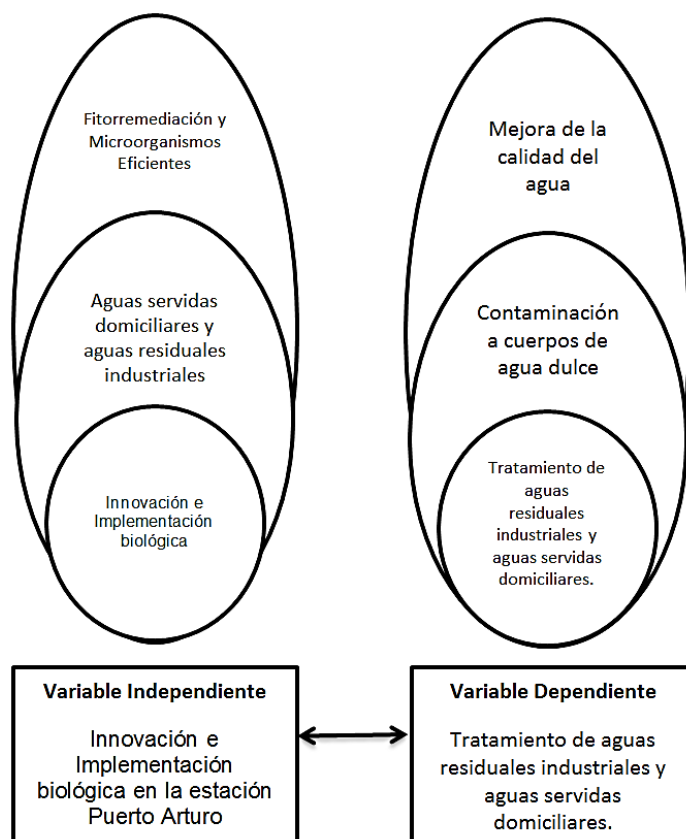 Fitorremediación y
Microorganismos
Eficientes
Aguas servidas
domiciliares y
aguas residuales
industriales
Innovación e
Implementación
biológica
Variable Independiente
Innovación e
Implementación
biológica en la estación
Puerto Arturo
Mejora de la
calidad del
agua
Contaminación
a cuerpos de
agua dulce
Tratamiento de
aguas
residuales
industriales y
aguas servidas
domiciliares.
Variable Dependiente
Tratamiento de aguas
residuales industriales y
aguas servidas
domiciliares.